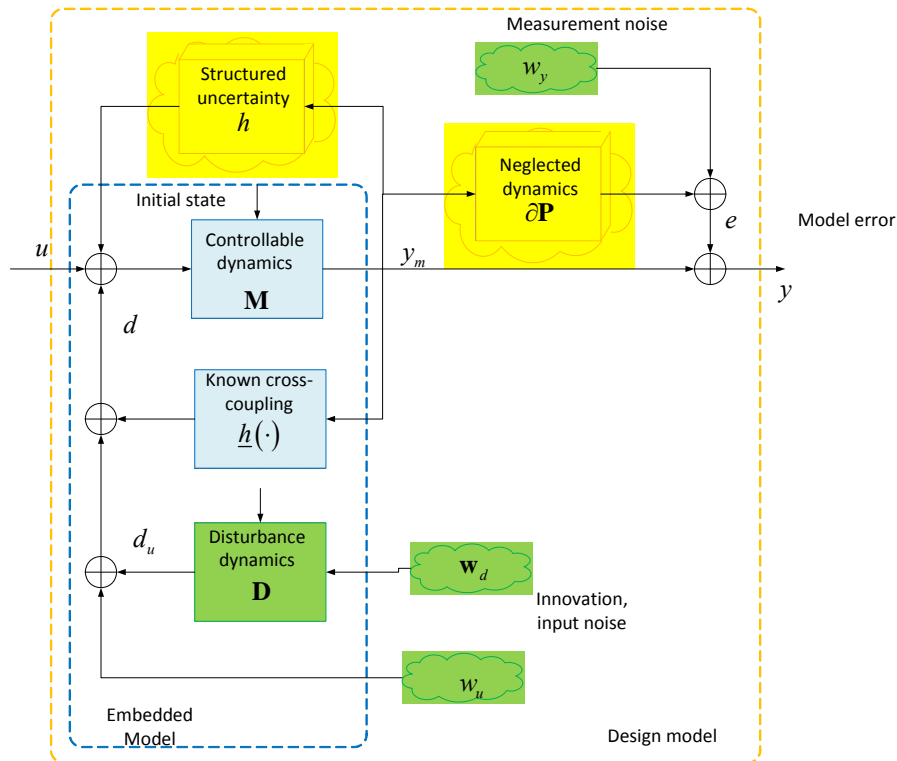 Measurement noise
w_y
Structured
uncertainty
h
Neglected
dynamics
∂P
Initial state
e
Model error
u
Controllable
dynamics
M
y_m
y
d
Known cross-
coupling
h(·)
d_u
Disturbance
dynamics
D
w_d
Innovation,
input noise
w_u
Embedded
Model
Design model